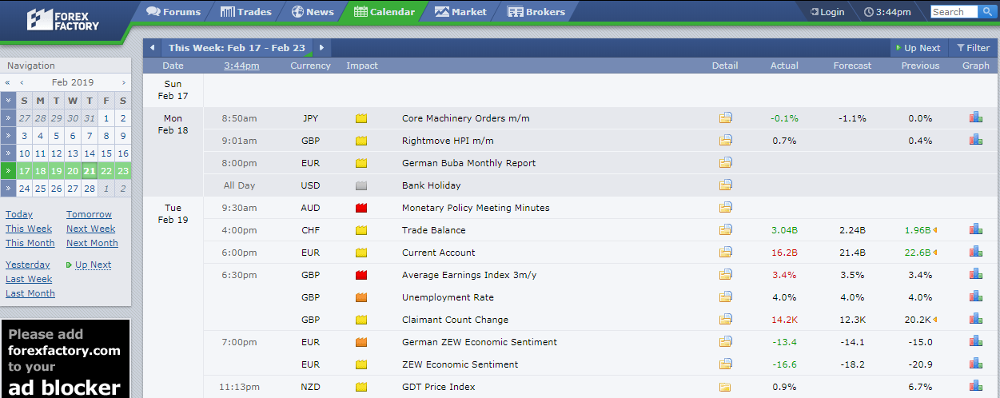 FOREX FACTORY Forums Trades News Calendar Market Brokers Login 3:44pm Search
This Week: Feb 17 - Feb 23 Up Next Filter
Date 3:44pm Currency Impact Detail Actual Forecast Previous Graph
Sun Feb 17
Mon Feb 18 8:50am JPY Core Machinery Orders m/m -0.1% -1.1% 0.0%
9:01am GBP Rightmove HPI m/m 0.7% 0.4%
8:00pm EUR German Buba Monthly Report
All Day USD Bank Holiday
Tue Feb 19 9:30am AUD Monetary Policy Meeting Minutes
4:00pm CHF Trade Balance 3.04B 2.24B 1.96B
6:00pm EUR Current Account 16.2B 21.4B 22.6B
6:30pm GBP Average Earnings Index 3m/y 3.4% 3.5% 3.4%
GBP Unemployment Rate 4.0% 4.0% 4.0%
GBP Claimant Count Change 14.2K 12.3K 20.2K
7:00pm EUR German ZEW Economic Sentiment -13.4 -14.1 -15.0
EUR ZEW Economic Sentiment -16.6 -18.2 -20.9
11:13pm NZD GDT Price Index 0.9% 6.7%
Navigation
« ‹ Feb 2019 ›
S M T W T F S
» 27 28 29 30 31 1 2
» 3 4 5 6 7 8 9
» 10 11 12 13 14 15 16
» 17 18 19 20 21 22 23
» 24 25 26 27 28 1 2
Today Tomorrow
This Week Next Week
This Month Next Month
Yesterday Up Next
Last Week
Last Month
Please add
forexfactory.com
to your
ad blocker